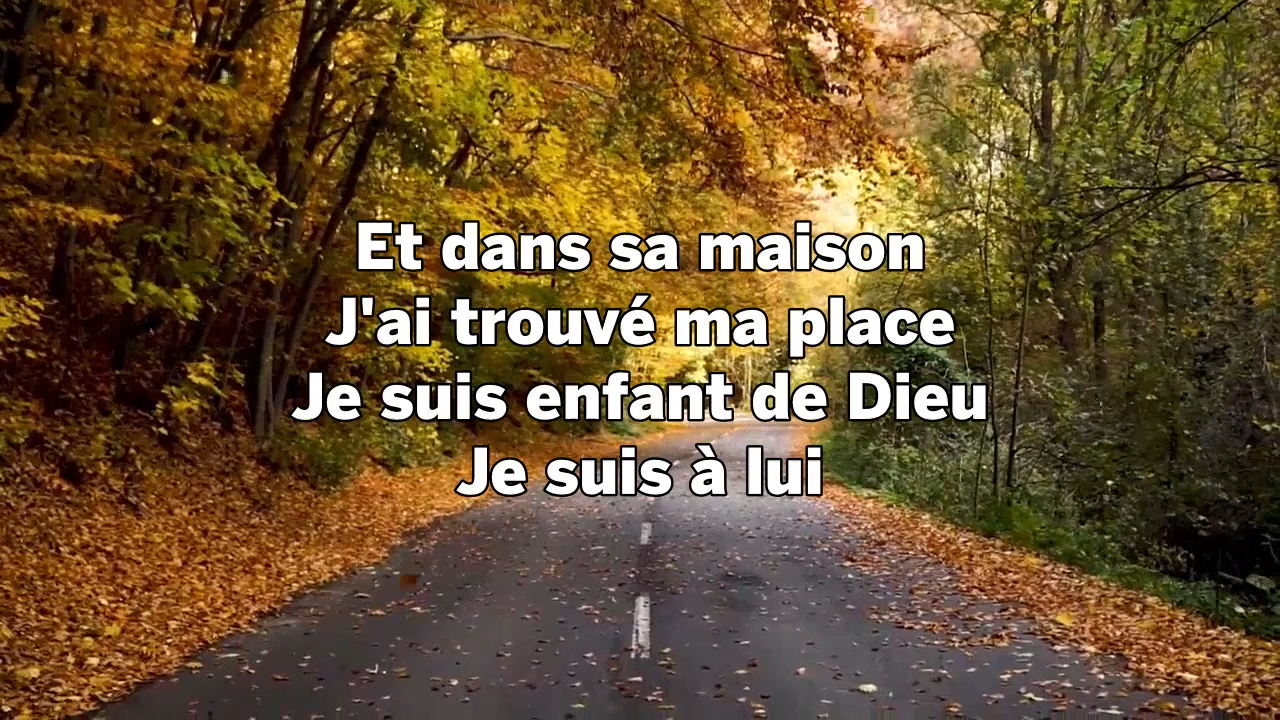 Et dans sa maison
J'ai trouvé ma place
Je suis enfant de Dieu
Je suis à lui